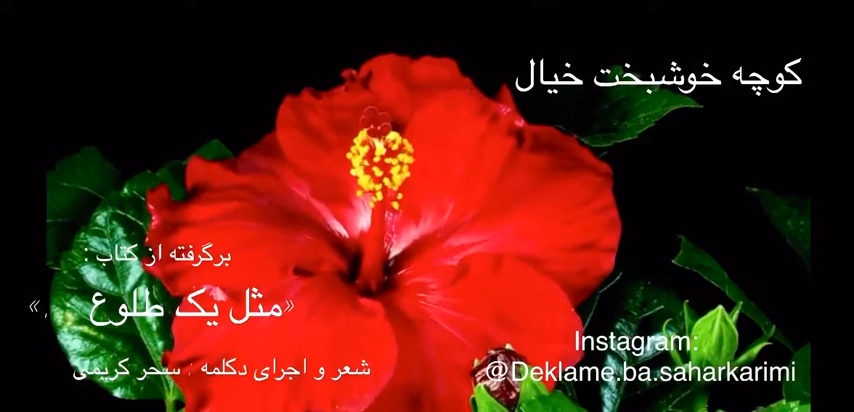 کوچه خوشبخت خیال
برگرفته از کتاب :
«مثل یک طلوع ,»
شعر و اجرای دکلمه : سحر کریمی
Instagram:
@Deklame.ba.saharkarimi